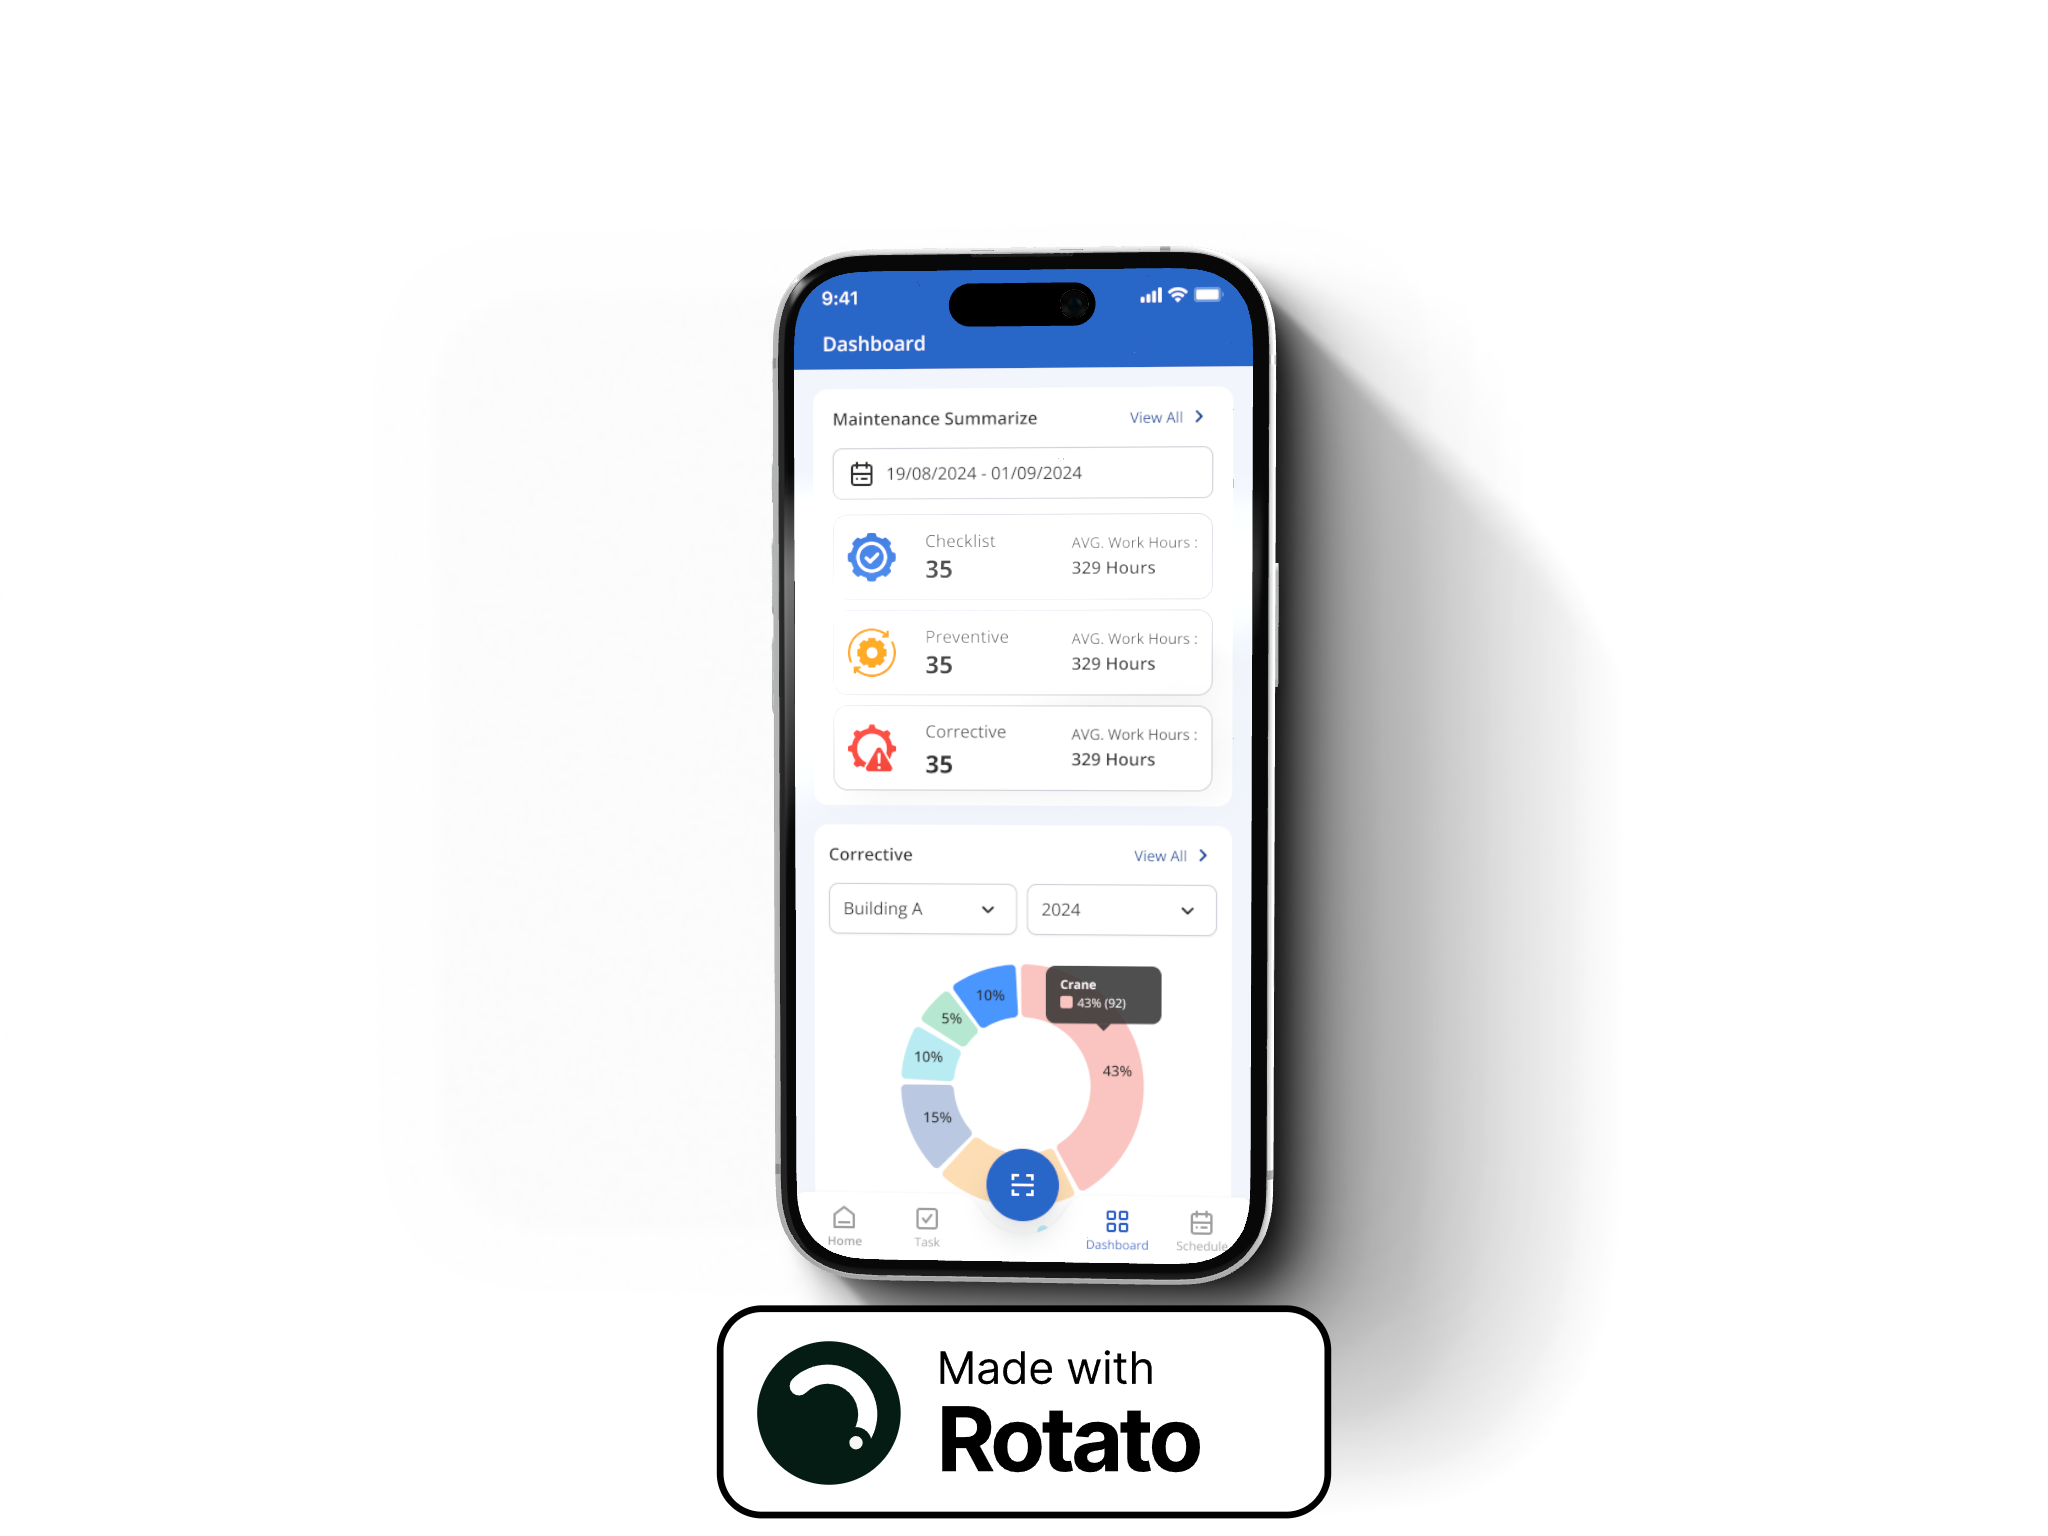 9:41
Dashboard
Maintenance Summarize
View All
19/08/2024 - 01/09/2024
Checklist
35
AVG. Work Hours :
329 Hours
Preventive
35
AVG. Work Hours :
329 Hours
Corrective
35
AVG. Work Hours :
329 Hours
Corrective
View All
Building A
2024
10%
Crane
43% (92)
5%
10%
43%
15%
Home
Task
Dashboard
Schedule
Made with
Rotato